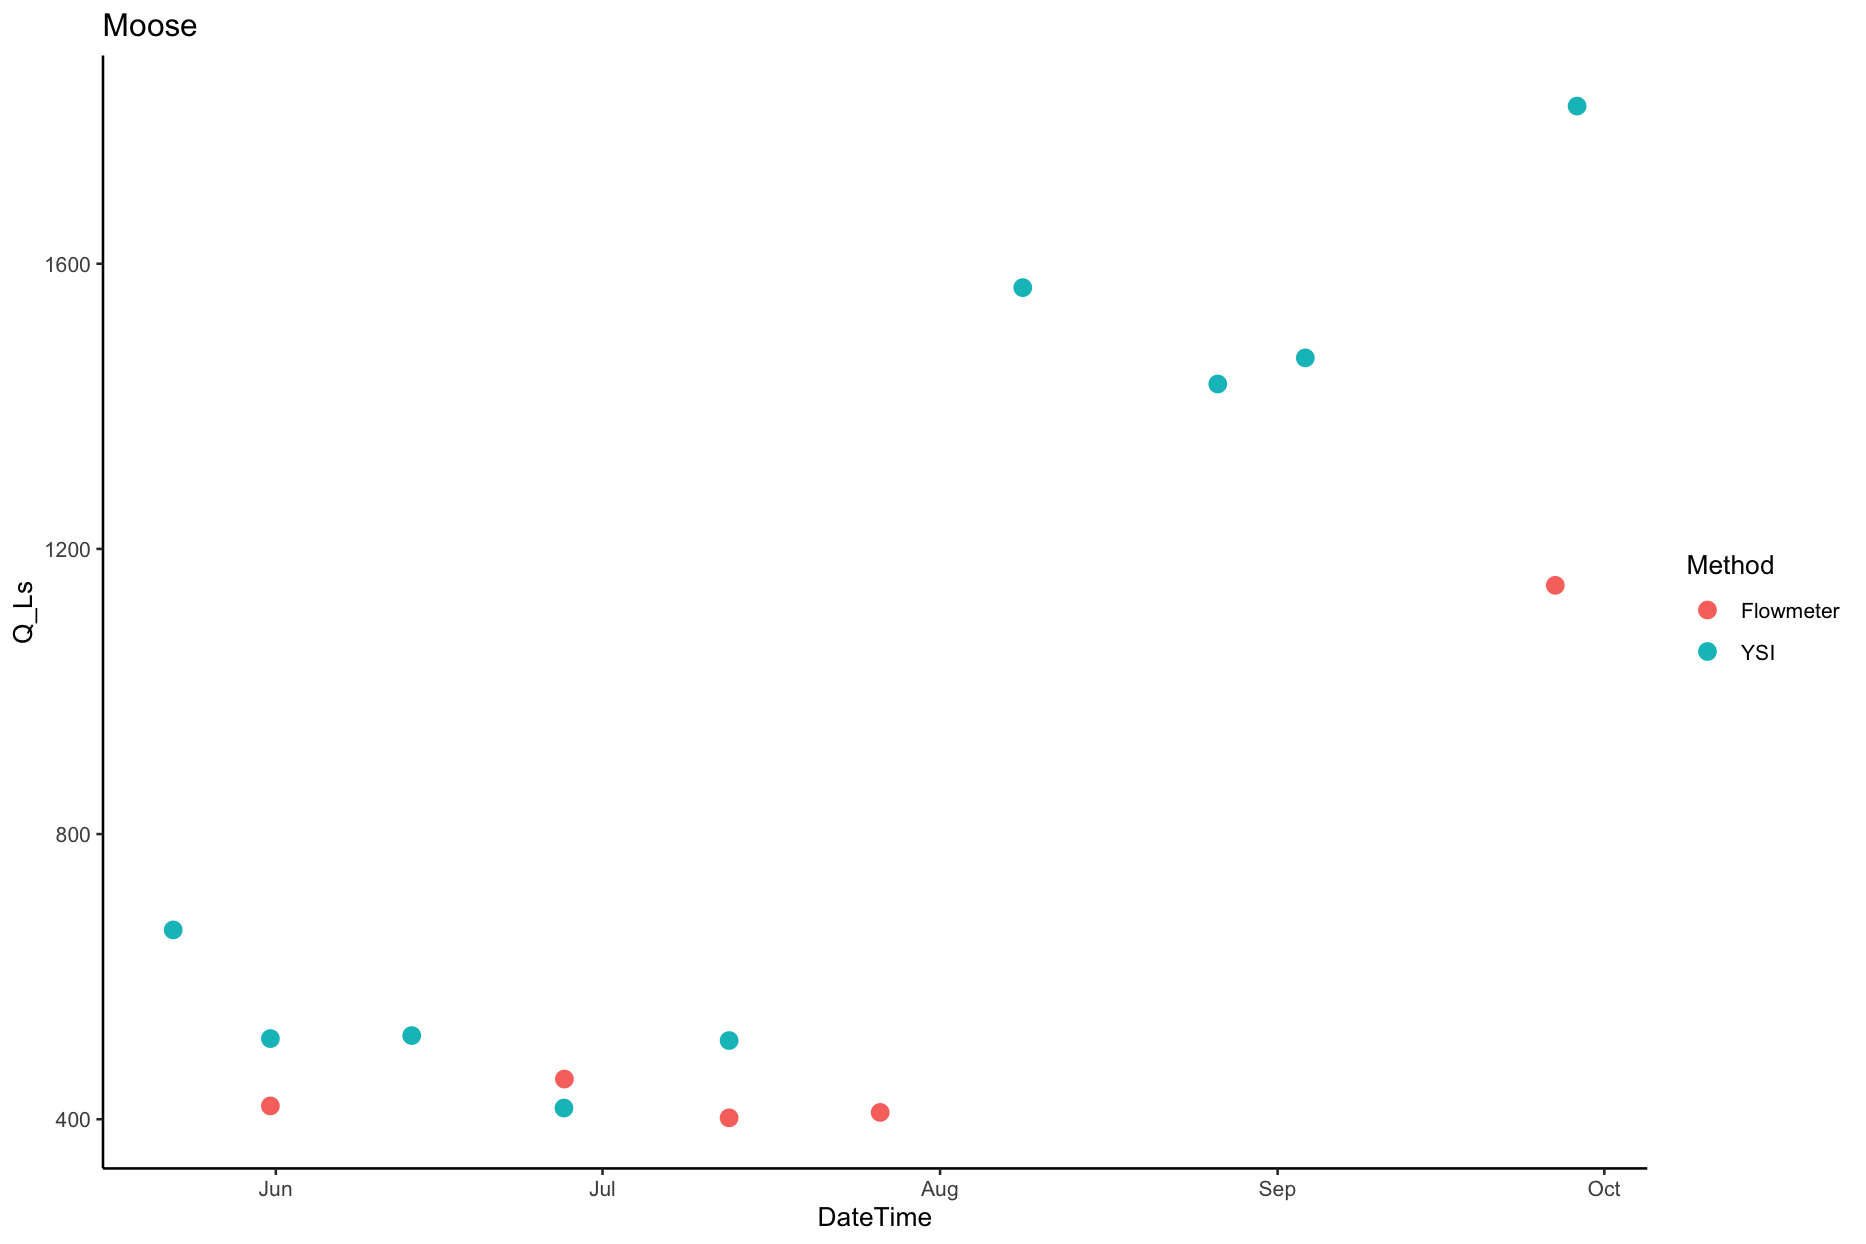 Moose
Q_Ls
1600
1200
800
400
Jun Jul Aug Sep Oct
DateTime
Method
Flowmeter
YSI